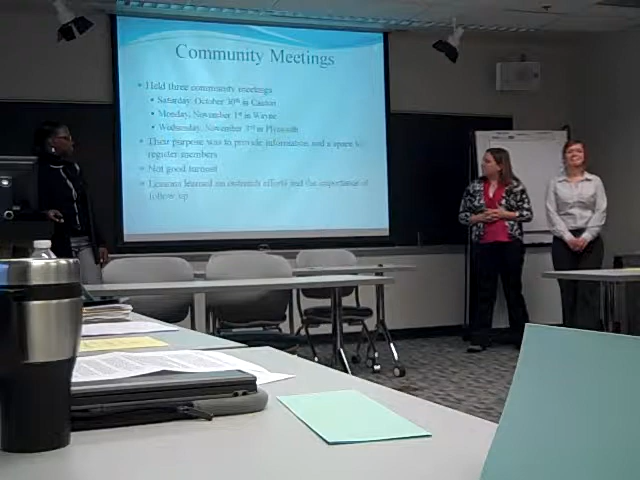 Community Meetings
Held three community meetings
Saturday, October 30th in Canton
Monday, November 1st in Wayne
Wednesday, November 3rd in Plymouth
Their purpose was to provide information and a space to
register members
Not good turnout
Lessons learned on outreach efforts and the importance of
follow up